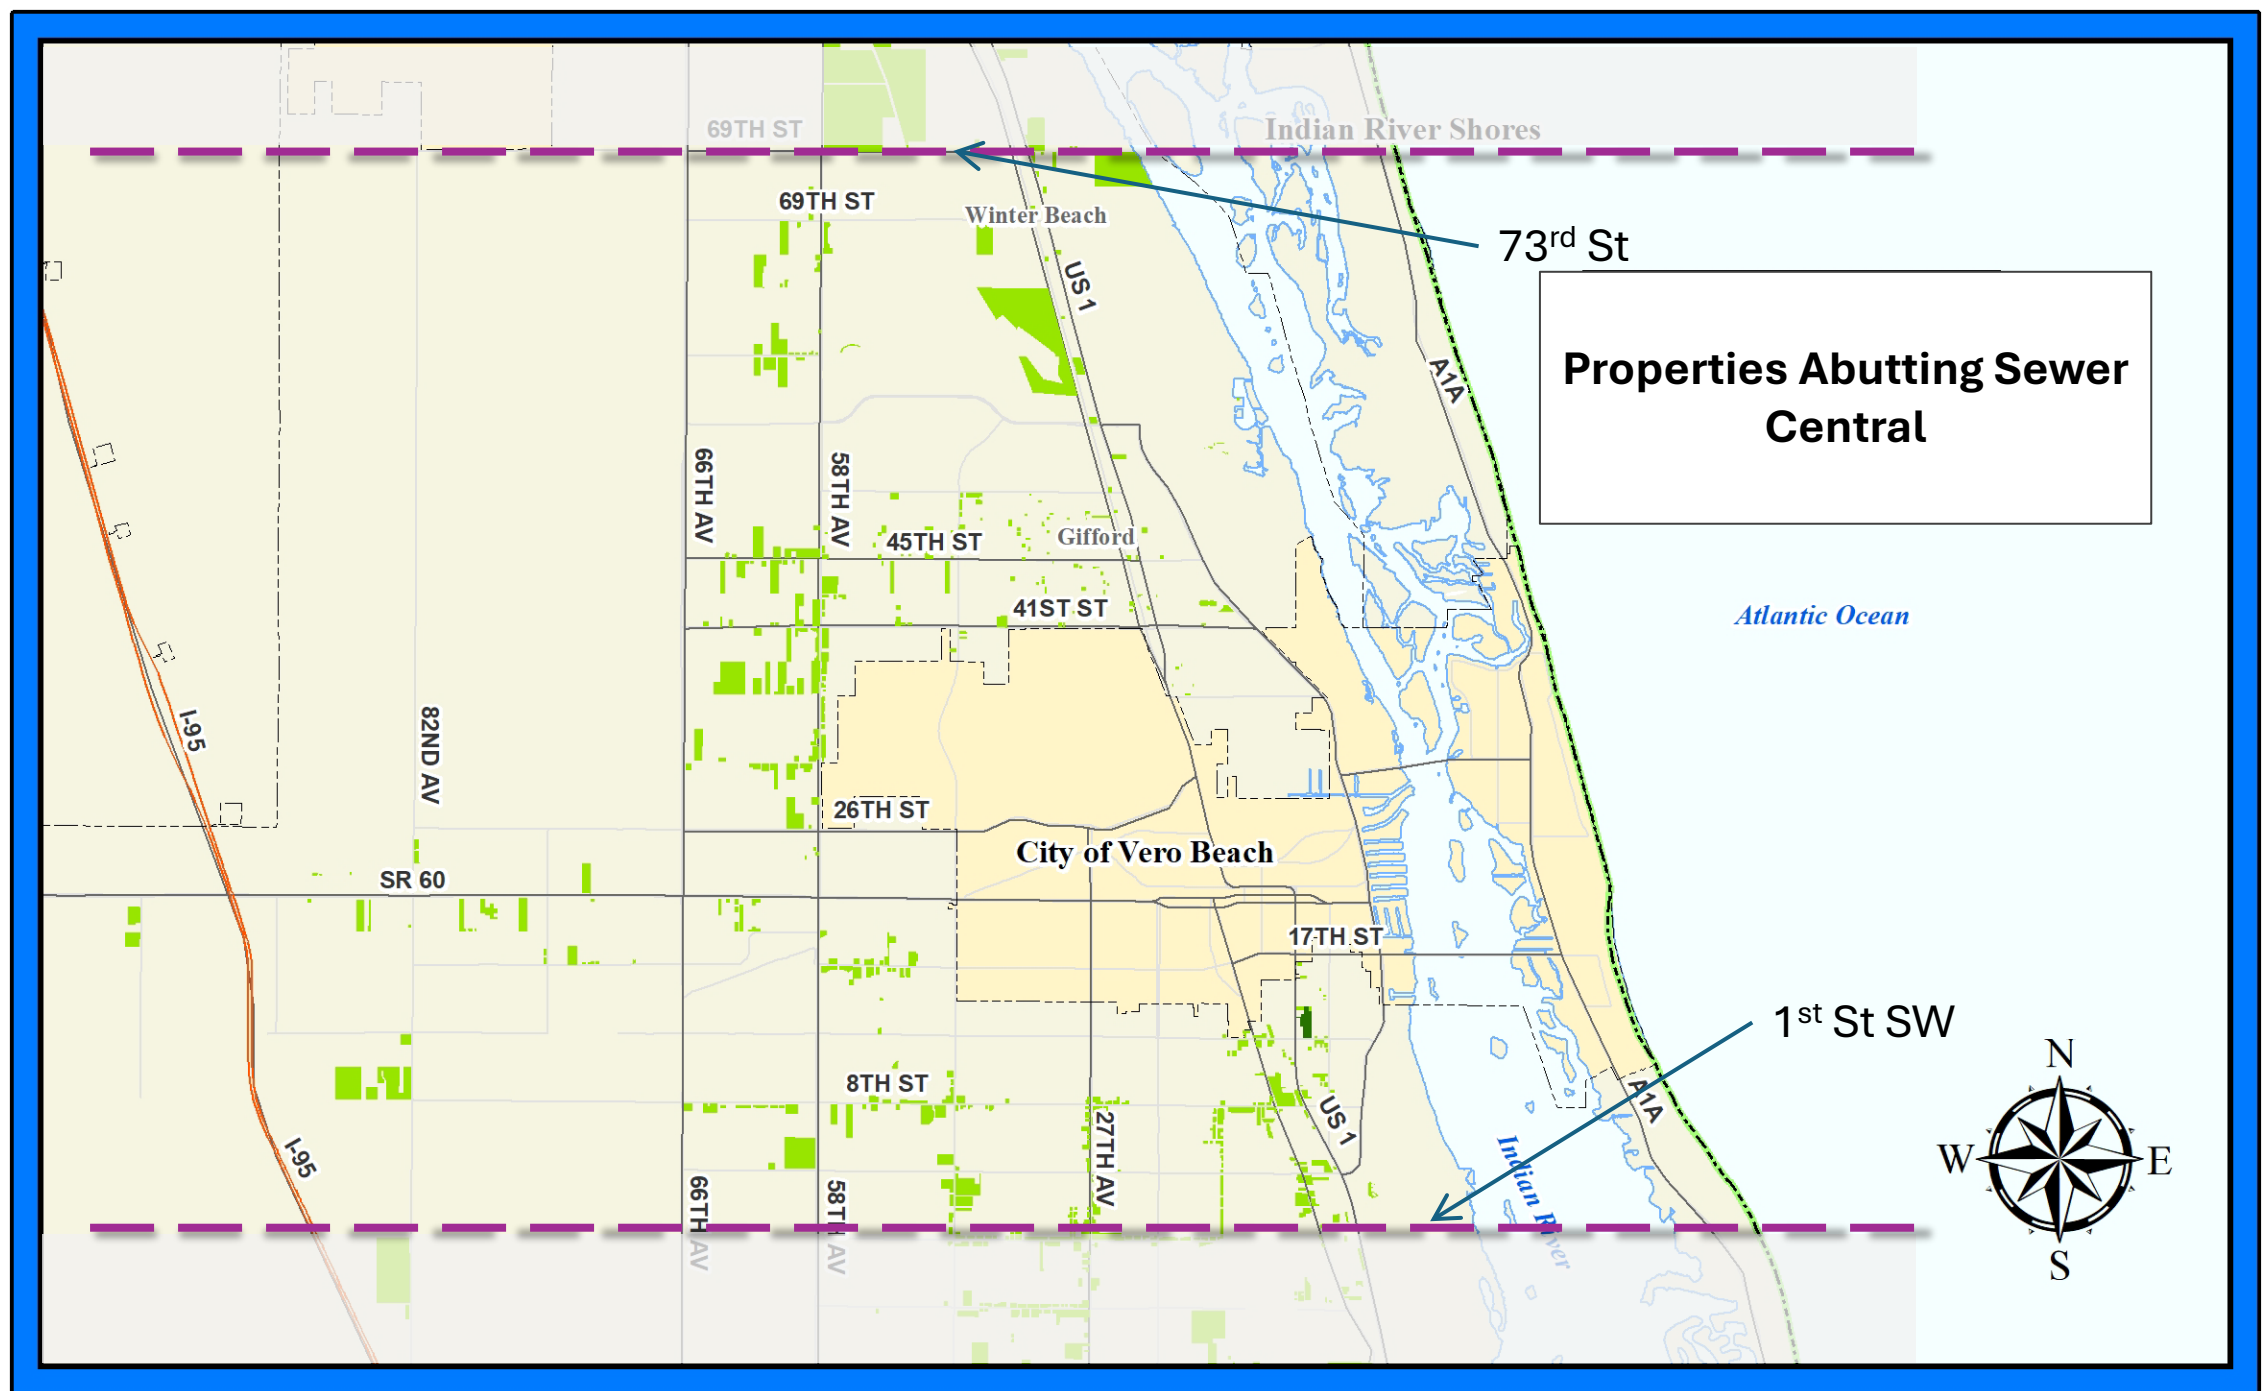 69TH ST
Indian River Shores
69TH ST
Winter Beach
73rd St
US 1
Properties Abutting Sewer
Central
A1A
66TH AV
58TH AV
45TH ST
Gifford
41ST ST
Atlantic Ocean
I-95
82ND AV
26TH ST
City of Vero Beach
SR 60
17TH ST
1st St SW
N
8TH ST
US 1
A1A
27TH AV
I-95
W
E
Indian River
66TH AV
58TH AV
S